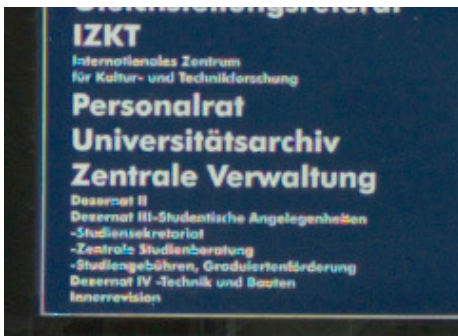 Gleichstellungsreferat
IZKT
Internationales Zentrum
für Kultur- und Technikforschung
Personalrat
Universitätsarchiv
Zentrale Verwaltung
Dezernat II
Dezernat III-Studentische Angelegenheiten
-Studiensekretariat
-Zentrale Studienberatung
-Studiengebühren, Graduiertenförderung
Dezernat IV -Technik und Bauten
Innenrevision